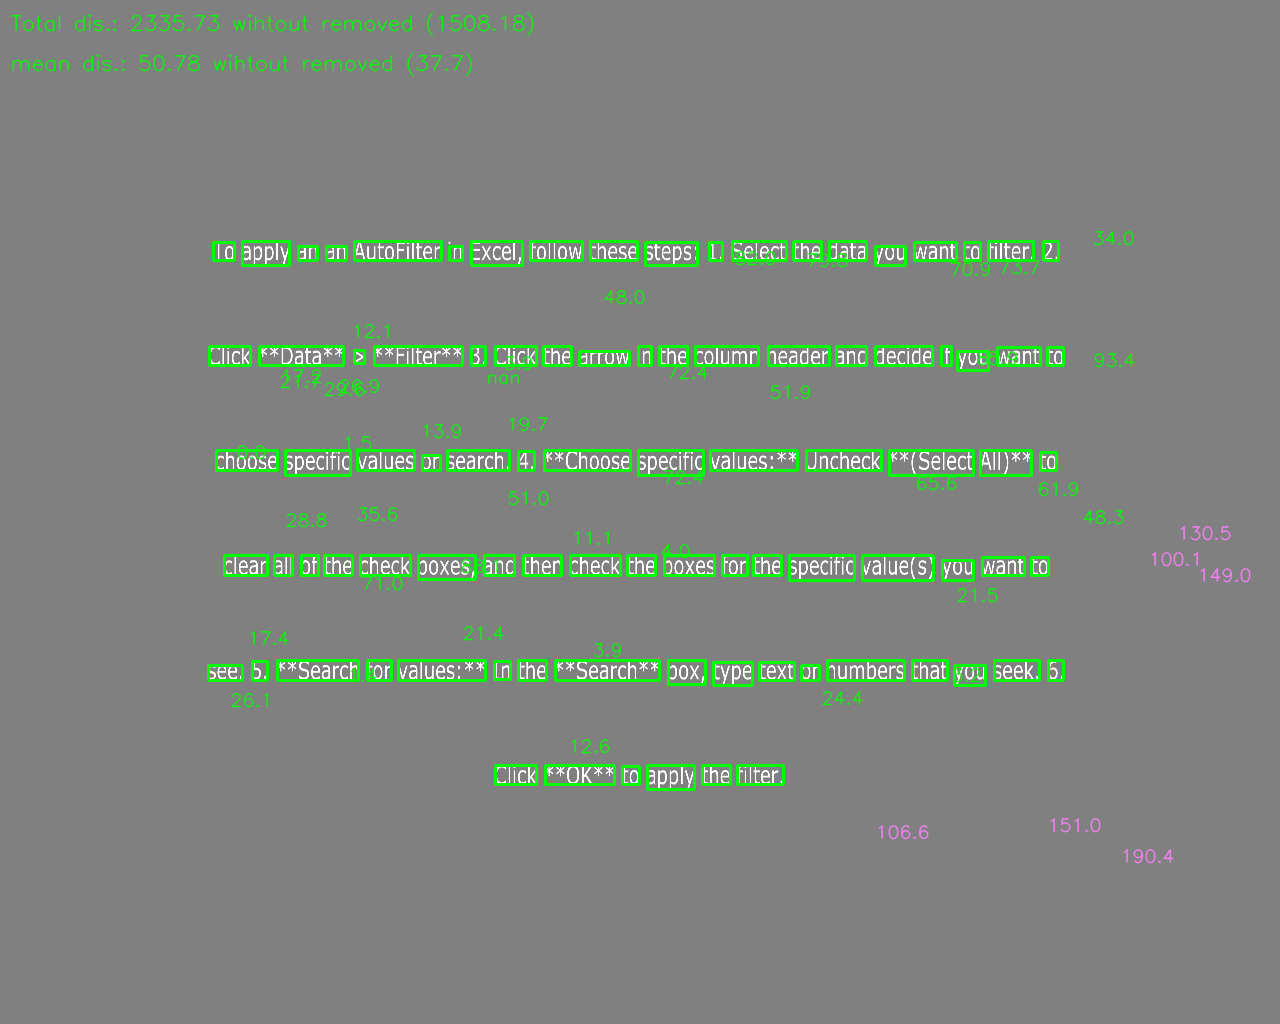 Total dis.: 2335.73 wihtout removed (1508.18)
mean dis.: 50.78 wihtout removed (37.7)
34.0
To apply an an AutoFilter in Excel, follow these steps: 1. Select the data you want to filter. 2.
70.9 73.7
48.0
12.1
Click **Data** > **Filter** 3. Click the arrow in the column header and decide if you want to
93.4
nan 72.4
51.9
19.7
13.9
1.5
choose specific values or search. 4. **Choose specific values:** Uncheck **(Select All)** to
72.4 65.6 61.9
51.0
28.8 35.6 48.3
130.5
11.1
4.0
100.1
clear all of the check boxes, and then check the boxes for the specific value(s) you want to
149.0
71.0
21.5
17.4 21.4
3.9
see. 5. **Search for values:** In the **Search** box, type text or numbers that you seek. 6.
26.1 24.4
12.6
Click **OK** to apply the filter.
106.6 151.0
190.4